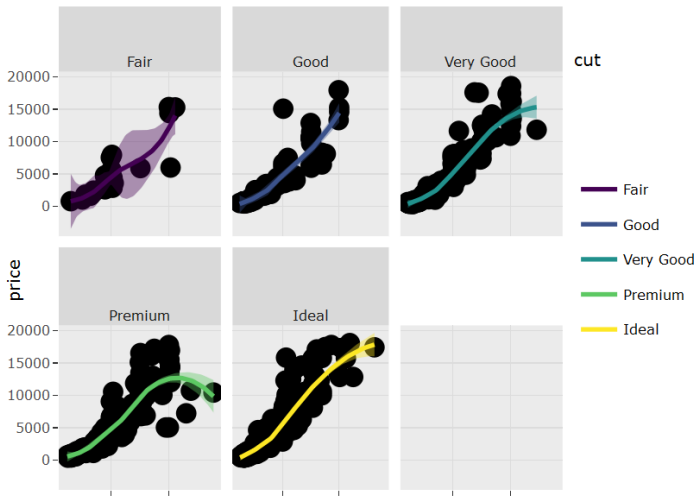 Fair
Good
Very Good
cut
20000
15000
10000
5000
0
Fair
Good
Very Good
Premium
Ideal
price
Premium
Ideal
20000
15000
10000
5000
0